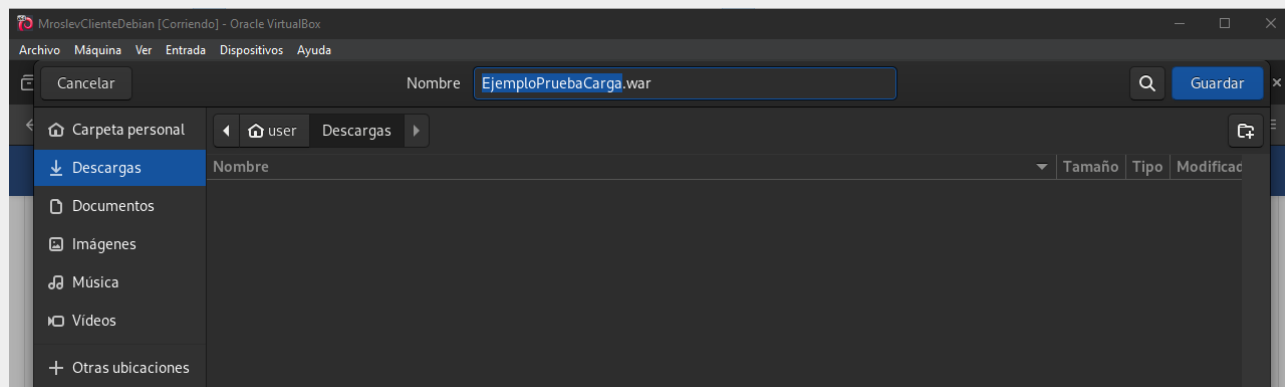 MroslevClienteDebian [Corriendo] - Oracle VirtualBox
Archivo Máquina Ver Entrada Dispositivos Ayuda
Cancelar Nombre EjemploPruebaCarga.war Guardar
Carpeta personal user Descargas
Descargas Nombre Tamaño Tipo Modificad
Documentos
Imágenes
Música
Vídeos
Otras ubicaciones